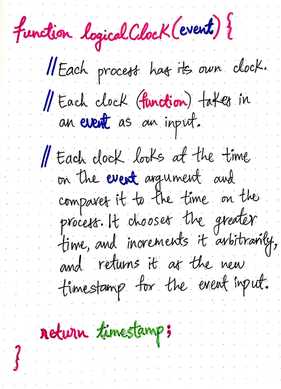 function logicalClock(event) {
// Each process has its own clock.
// Each clock (function) takes in
an event as an input.
// Each clock looks at the time
on the event argument and
compares it to the time on the
process. It chooses the greater
time, and increments it arbitrarily,
and returns it as the new
timestamp for the event input.
return timestamp;
}